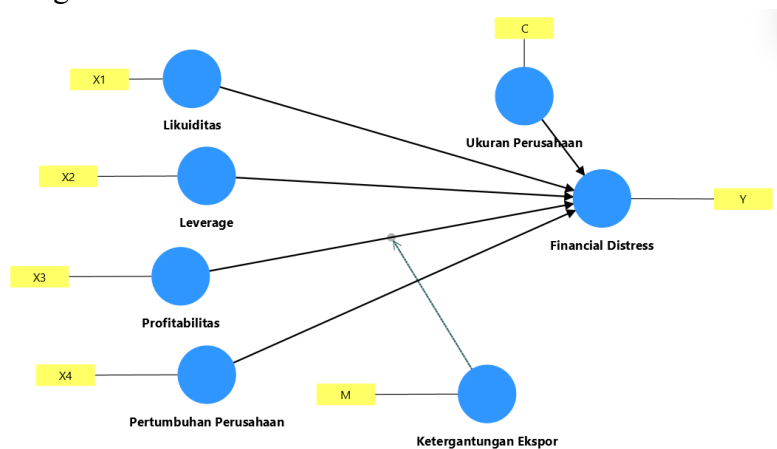 C
X1
Likuiditas
Ukuran Perusahaan
X2
Leverage
Y
Financial Distress
X3
Profitabilitas
X4
M
Pertumbuhan Perusahaan
Ketergantungan Ekspor